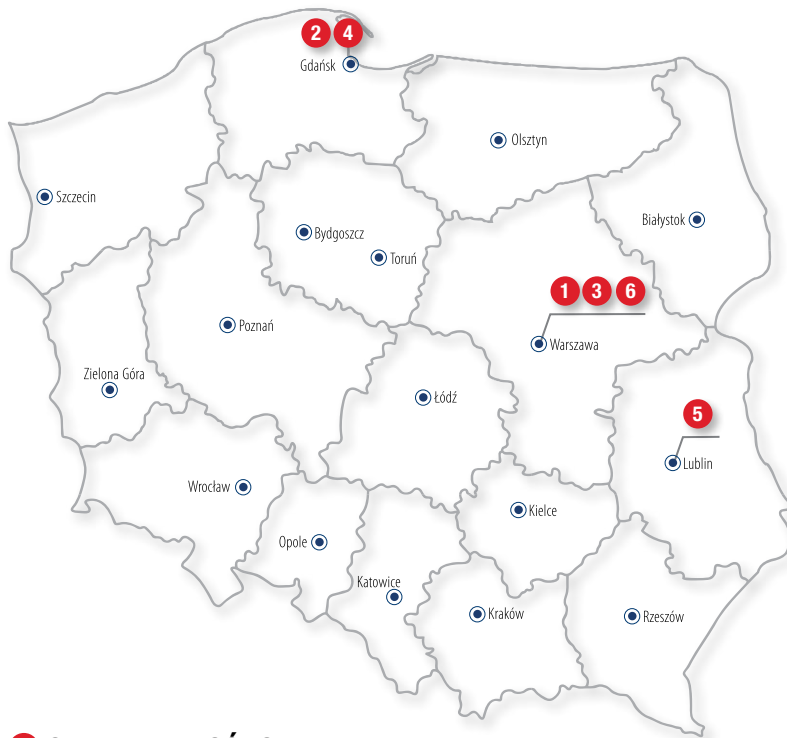 2 4
Gdańsk
Olsztyn
Szczecin
Białystok
Bydgoszcz
Toruń
1 3 6
Poznań
Warszawa
Zielona Góra
Łódź
5
Lublin
Wrocław
Kielce
Opole
Katowice
Kraków
Rzeszów